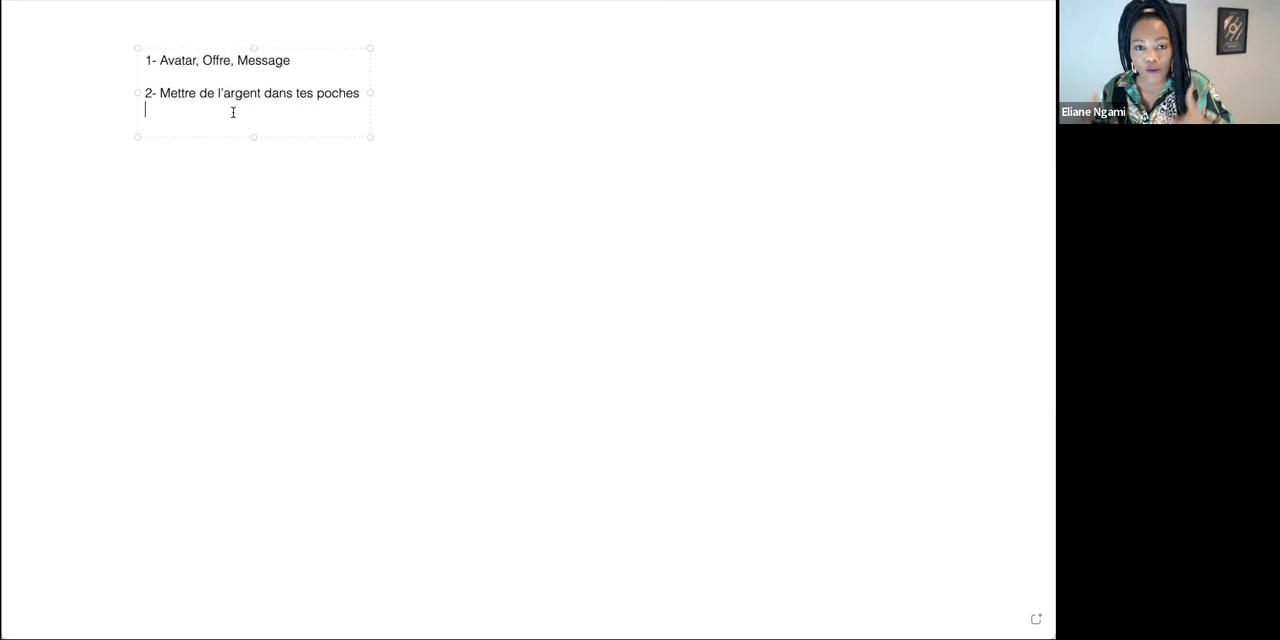 1- Avatar, Offre, Message
2- Mettre de l'argent dans tes poches
Eliane Ngami